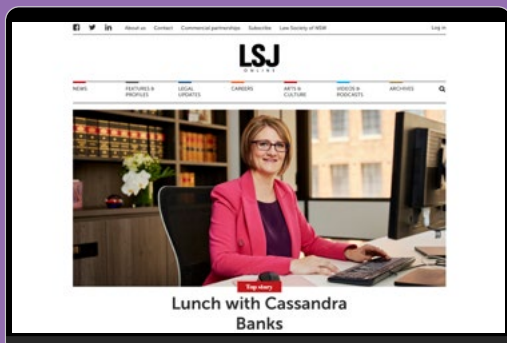 About us Contact Commercial partnerships Subscribe Law Society of NSW Log in
LSJ
ONLINE
NEWS FEATURES & PROFILES LEGAL UPDATES CAREERS ARTS & CULTURE VIDEOS & PODCASTS ARCHIVES
Top story
Lunch with Cassandra
Banks